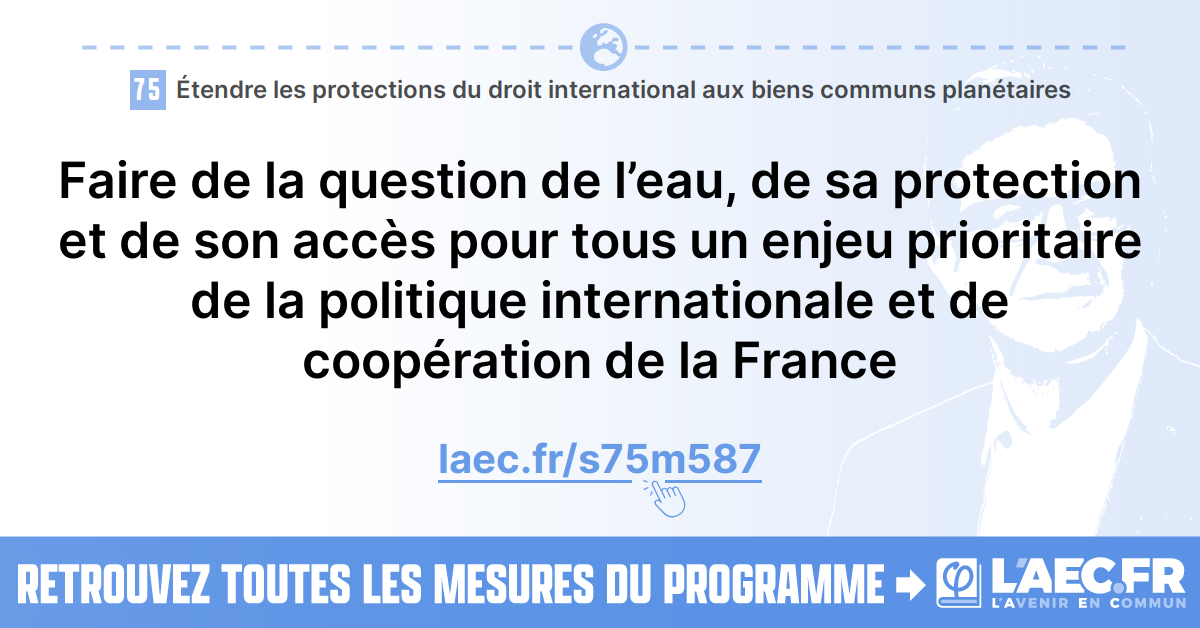 75 Étendre les protections du droit international aux biens communs planétaires
Faire de la question de l’eau, de sa protection
et de son accès pour tous un enjeu prioritaire
de la politique internationale et de
coopération de la France
laec.fr/s75m587
RETROUVEZ TOUTES LES MESURES DU PROGRAMME
L'AEC.FR
L'AVENIR EN COMMUN